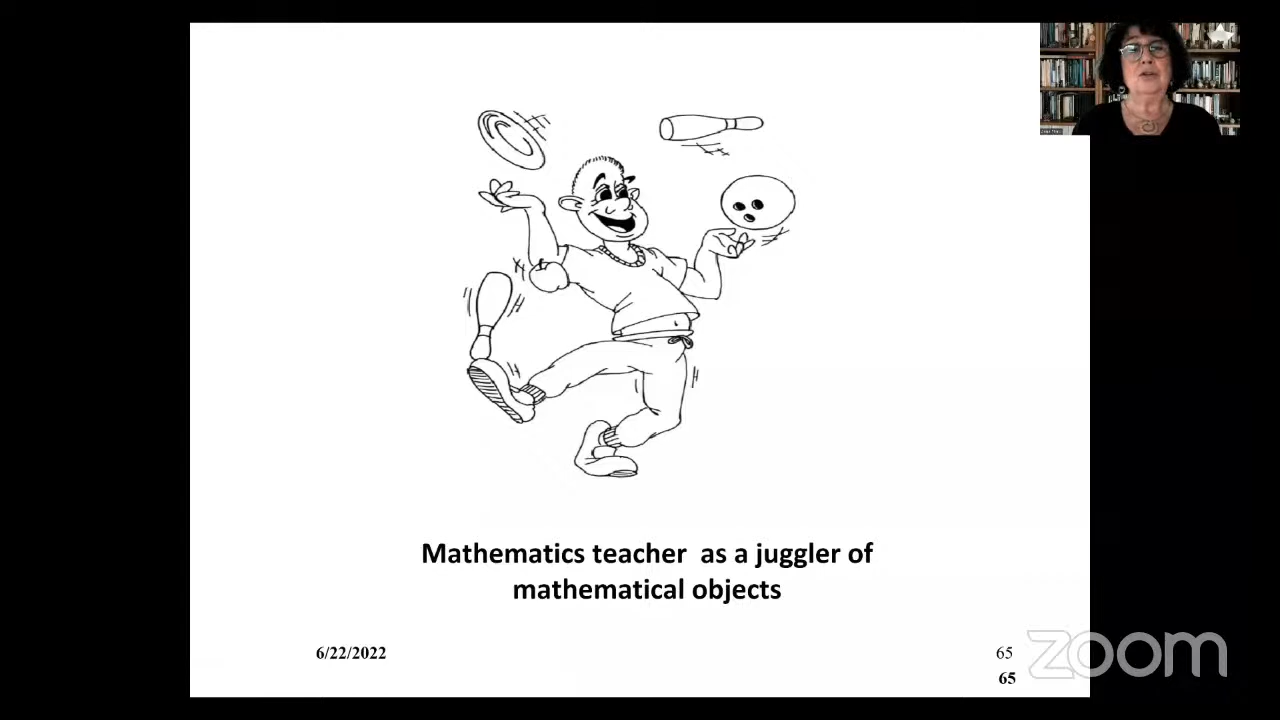 Mathematics teacher as a juggler of
mathematical objects
6/22/2022
65
65
zoom